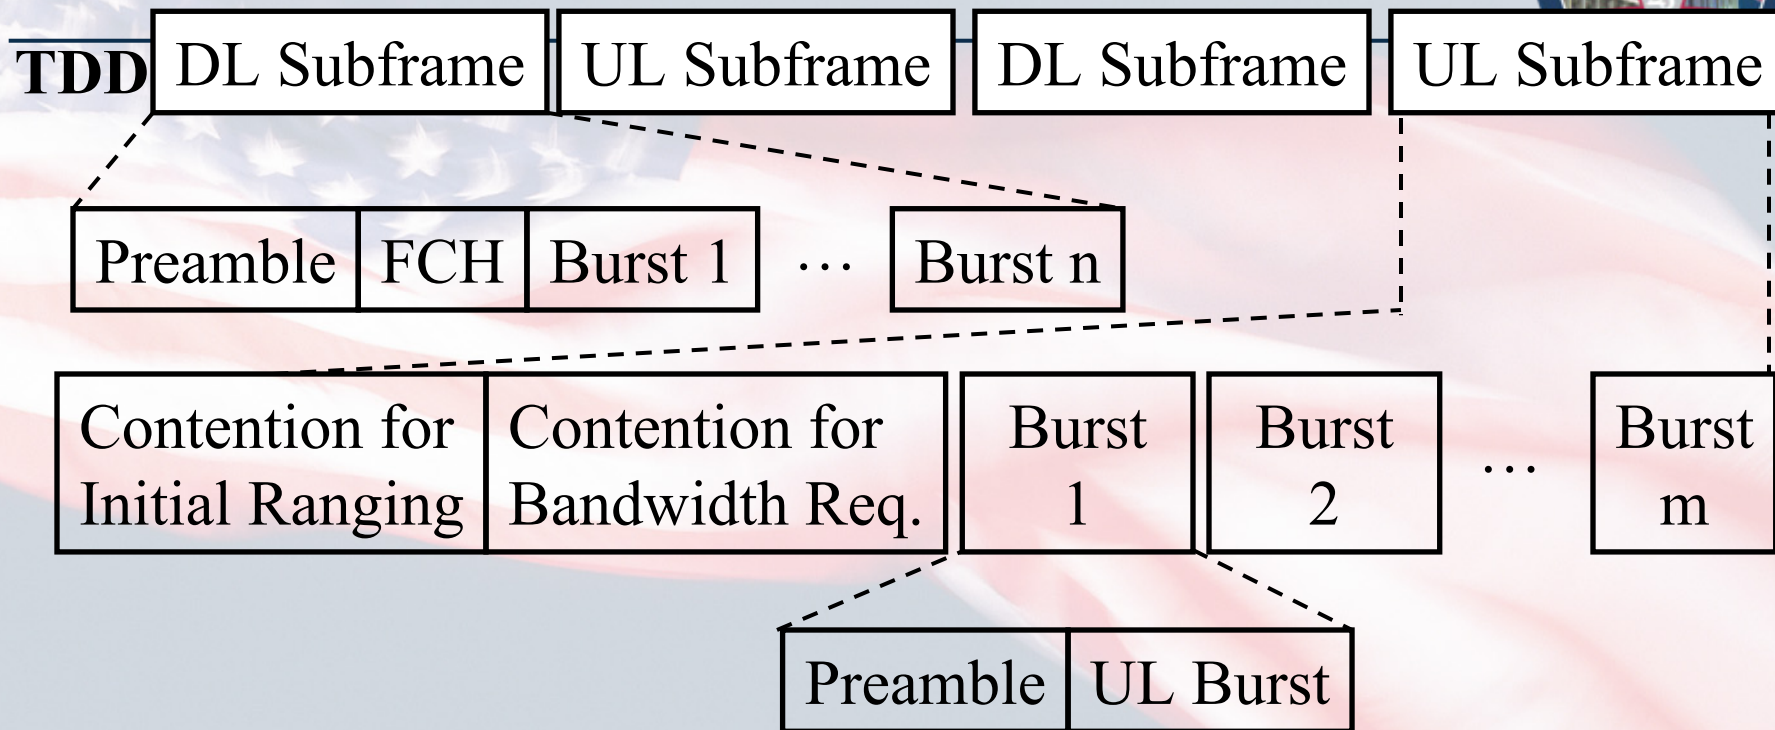 TDD DL Subframe UL Subframe DL Subframe UL Subframe
Preamble FCH Burst 1 … Burst n
Contention for Contention for Burst Burst … Burst
Initial Ranging Bandwidth Req. 1 2 m
Preamble UL Burst